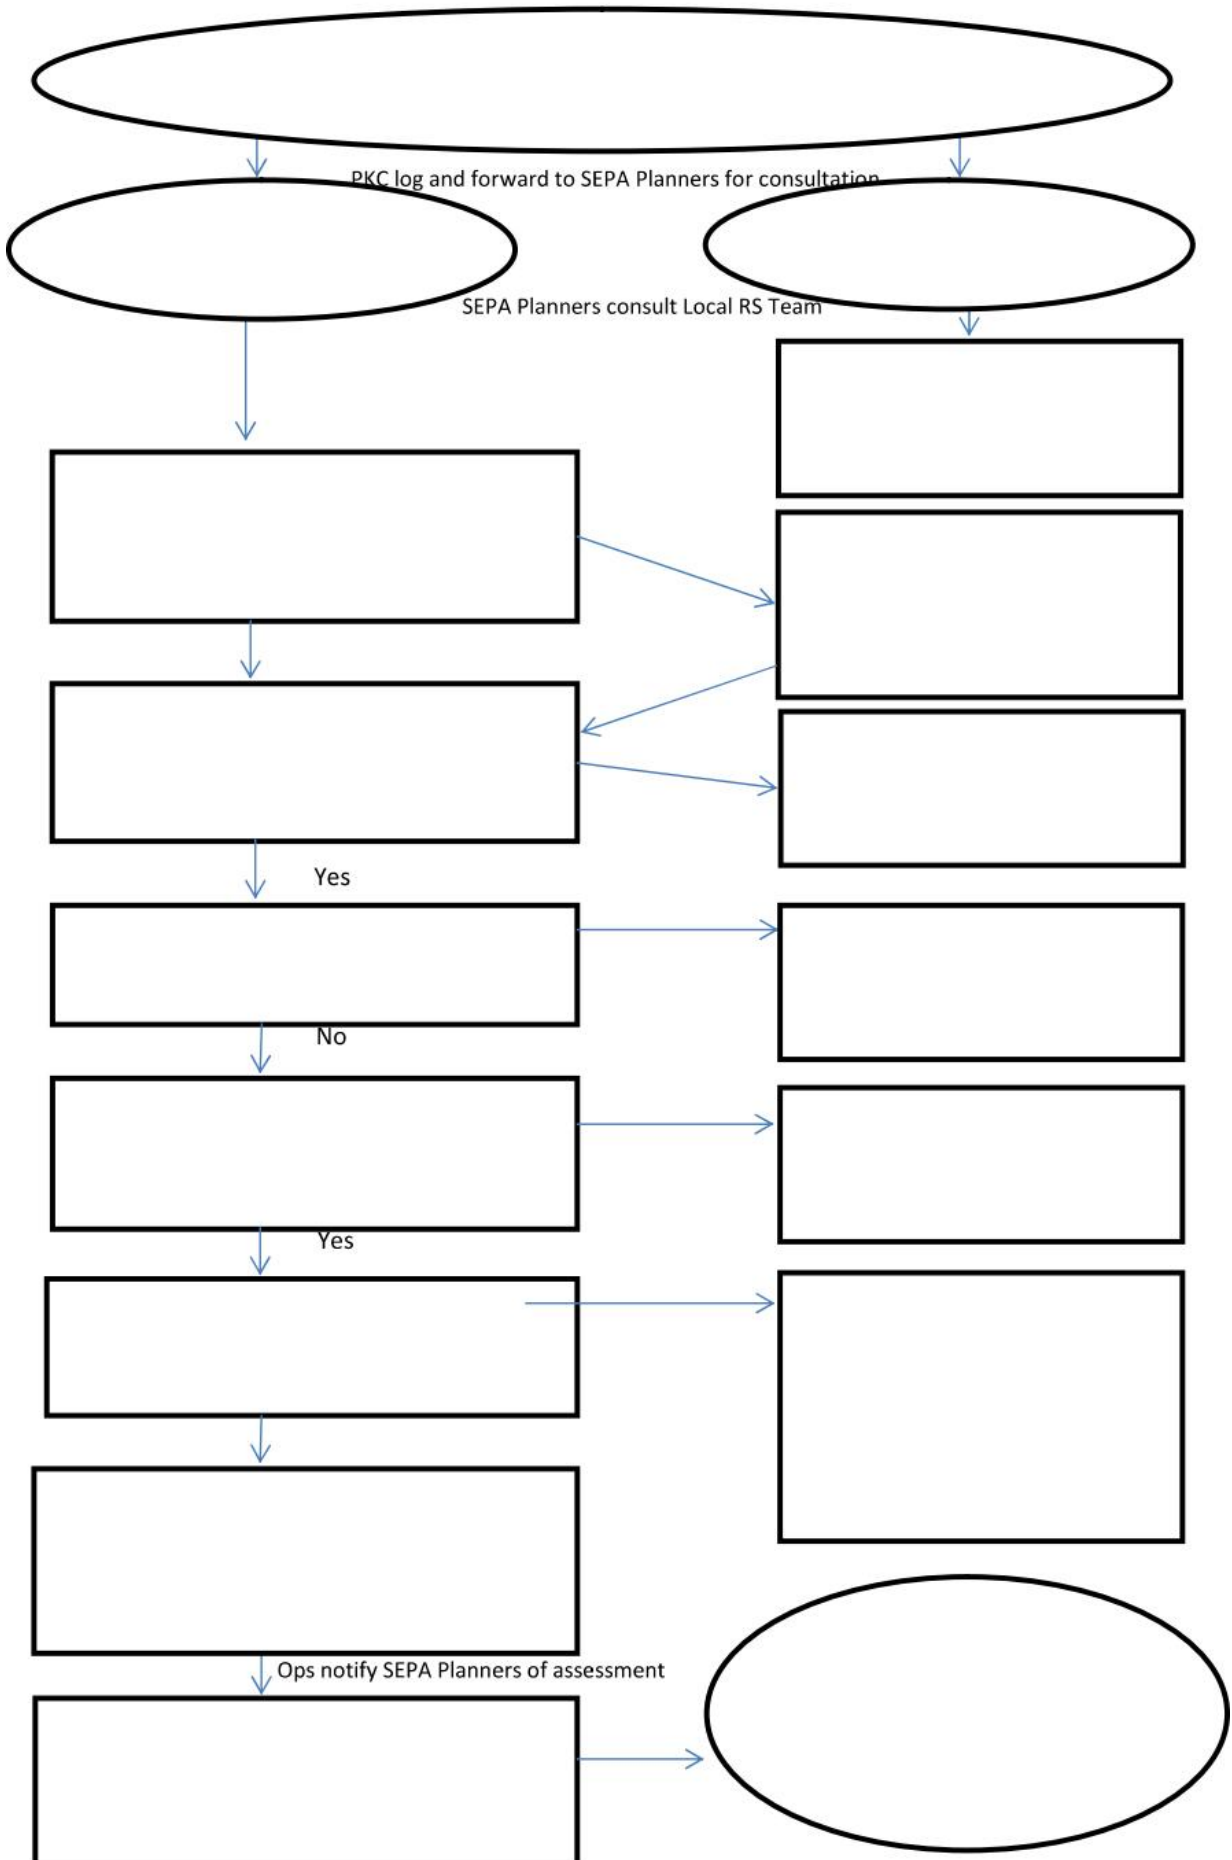 PKC log and forward to SEPA Planners for consultation
SEPA Planners consult Local RS Team
Yes
No
Yes
Ops notify SEPA Planners of assessment